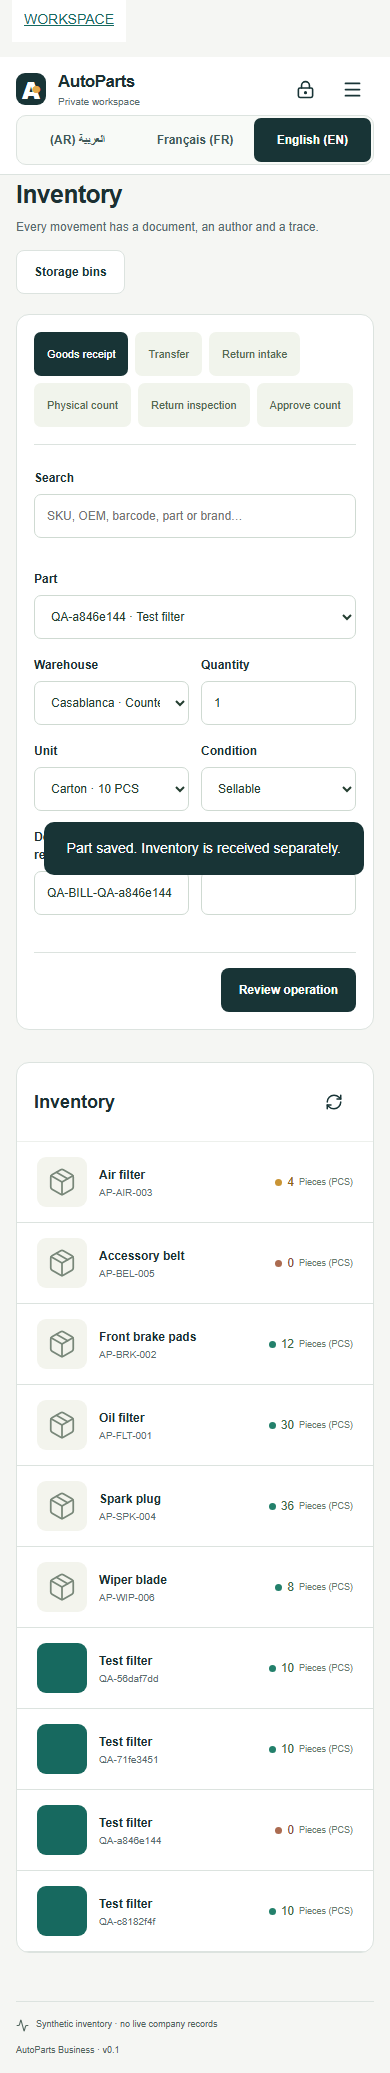 WORKSPACE
AutoParts
Private workspace
العربية (AR)
Français (FR)
English (EN)
Inventory
Every movement has a document, an author and a trace.
Storage bins
Goods receipt
Transfer
Return intake
Physical count
Return inspection
Approve count
Search
SKU, OEM, barcode, part or brand...
Part
QA-a846e144 · Test filter
Warehouse
Quantity
Casablanca · Counte
1
Unit
Condition
Carton · 10 PCS
Sellable
Part saved. Inventory is received separately.
QA-BILL-QA-a846e144
Review operation
Inventory
Air filter
AP-AIR-003
4 Pieces (PCS)
Accessory belt
AP-BEL-005
0 Pieces (PCS)
Front brake pads
AP-BRK-002
12 Pieces (PCS)
Oil filter
AP-FLT-001
30 Pieces (PCS)
Spark plug
AP-SPK-004
36 Pieces (PCS)
Wiper blade
AP-WIP-006
8 Pieces (PCS)
Test filter
QA-56daf7dd
10 Pieces (PCS)
Test filter
QA-71fe3451
10 Pieces (PCS)
Test filter
QA-a846e144
0 Pieces (PCS)
Test filter
QA-c8182f4f
10 Pieces (PCS)
Synthetic inventory · no live company records
AutoParts Business · v0.1